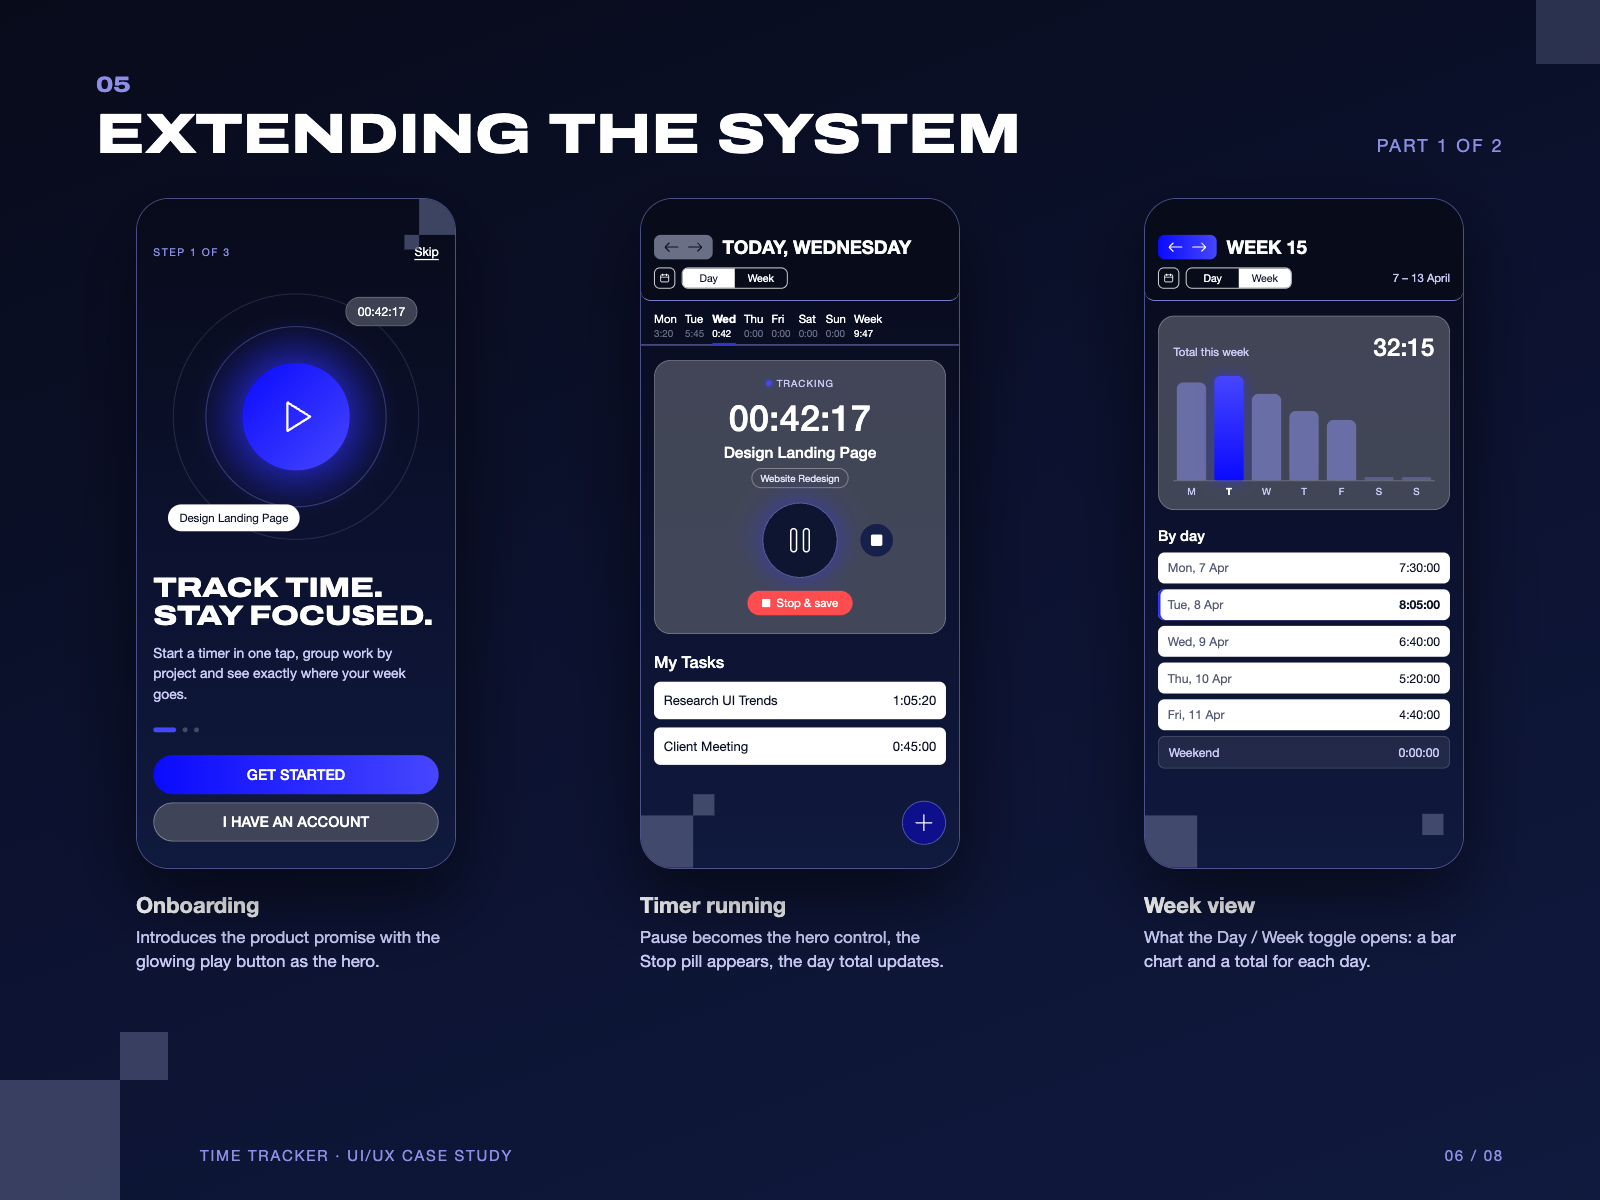 05
EXTENDING THE SYSTEM
PART 1 OF 2
STEP 1 OF 3
Skip
00:42:17
Design Landing Page
TRACK TIME.
STAY FOCUSED.
Start a timer in one tap, group work by
project and see exactly where your week
goes.
GET STARTED
I HAVE AN ACCOUNT
Onboarding
Introduces the product promise with the
glowing play button as the hero.
TODAY, WEDNESDAY
Day Week
Mon Tue Wed Thu Fri Sat Sun Week
3:20 5:45 0:42 0:00 0:00 0:00 0:00 9:47
TRACKING
00:42:17
Design Landing Page
Website Redesign
Stop & save
My Tasks
Research UI Trends 1:05:20
Client Meeting 0:45:00
Timer running
Pause becomes the hero control, the
Stop pill appears, the day total updates.
WEEK 15
Day Week 7 – 13 April
Total this week 32:15
M T W T F S S
By day
Mon, 7 Apr 7:30:00
Tue, 8 Apr 8:05:00
Wed, 9 Apr 6:40:00
Thu, 10 Apr 5:20:00
Fri, 11 Apr 4:40:00
Weekend 0:00:00
Week view
What the Day / Week toggle opens: a bar
chart and a total for each day.
TIME TRACKER · UI/UX CASE STUDY
06 / 08